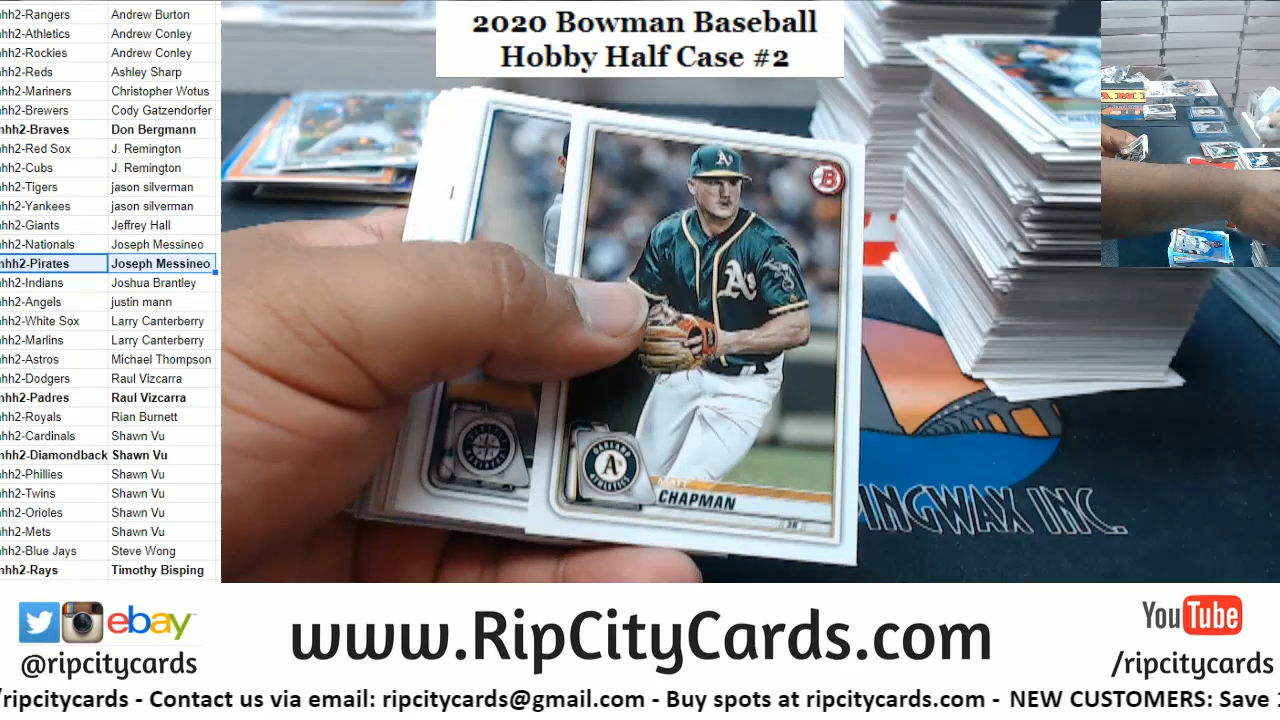 hh2-Rangers Andrew Burton
hh2-Athletics Andrew Conley
hh2-Rockies Andrew Conley
hh2-Reds Ashley Sharp
hh2-Mariners Christopher Wotus
hh2-Brewers Cody Gatzendorfer
hh2-Braves Don Bergmann
hh2-Red Sox J. Remington
hh2-Cubs J. Remington
hh2-Tigers jason silverman
hh2-Yankees jason silverman
hh2-Giants Jeffrey Hall
hh2-Nationals Joseph Messineo
hh2-Pirates Joseph Messineo
hh2-Indians Joshua Brantley
hh2-Angels justin mann
hh2-White Sox Larry Canterberry
hh2-Marlins Larry Canterberry
hh2-Astros Michael Thompson
hh2-Dodgers Raul Vizcarra
hh2-Padres Raul Vizcarra
hh2-Royals Rian Burnett
hh2-Cardinals Shawn Vu
hh2-Diamondback Shawn Vu
hh2-Phillies Shawn Vu
hh2-Twins Shawn Vu
hh2-Orioles Shawn Vu
hh2-Mets Shawn Vu
hh2-Blue Jays Steve Wong
hh2-Rays Timothy Bisping
2020 Bowman Baseball
Hobby Half Case #2
B
A's
A's
OAKLAND
A's
ATHLETICS
MATT
CHAPMAN
3B
PINGWAX INC.
ebay
@ripcitycards
www.RipCityCards.com
YouTube
/ripcitycards
/ripcitycards - Contact us via email: ripcitycards@gmail.com - Buy spots at ripcitycards.com - NEW CUSTOMERS: Save